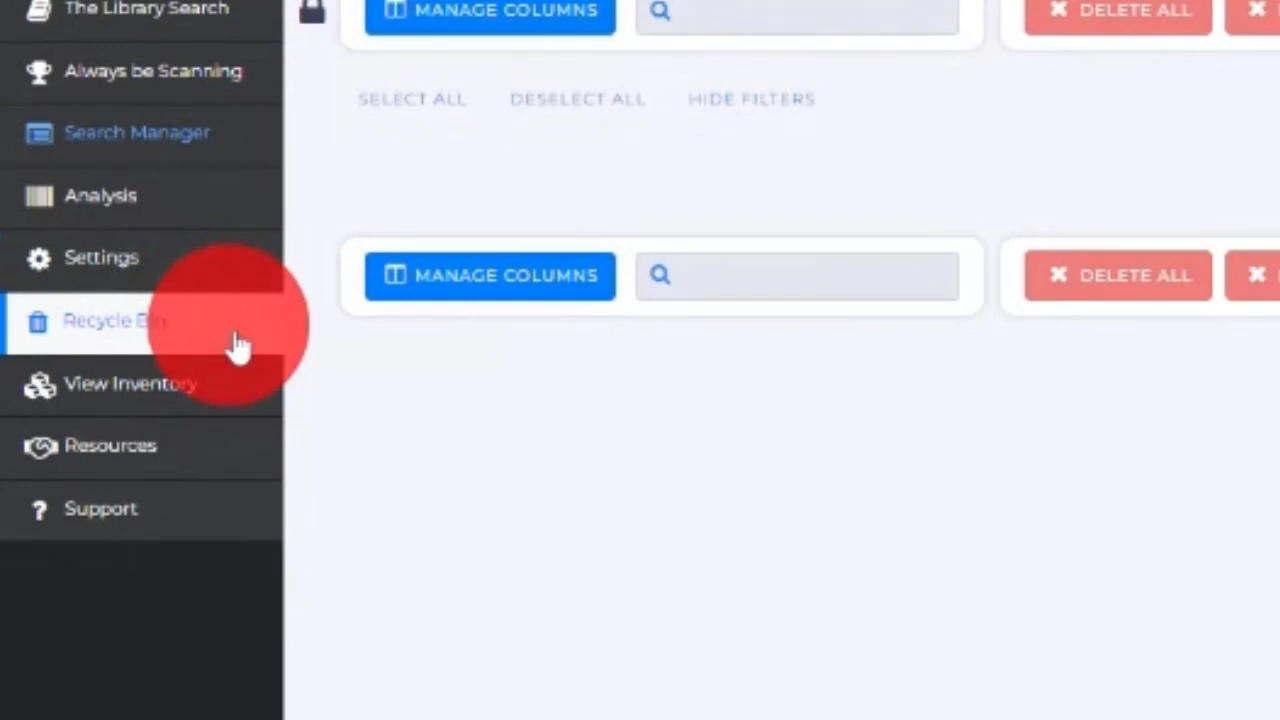 The Library Search
Always be Scanning
Search Manager
Analysis
Settings
Recycle Bin
View Inventory
Resources
? Support
MANAGE COLUMNS
DELETE ALL
SELECT ALL DESELECT ALL HIDE FILTERS
MANAGE COLUMNS
DELETE ALL